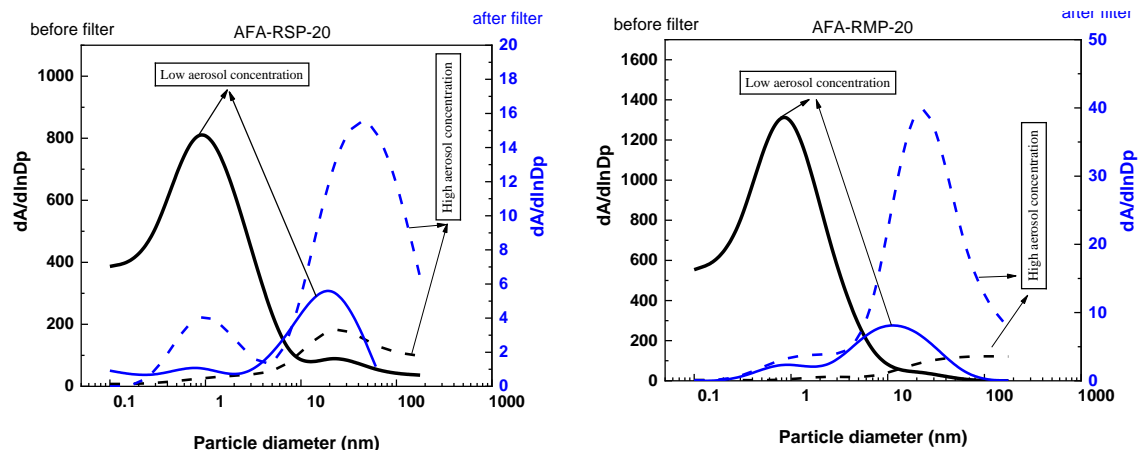 before filter
AFA-RSP-20
after filter
1000
800
600
400
200
0
dA/dlnDp
Low aerosol concentration
High aerosol concentration
20
18
16
14
12
10
8
6
4
2
0
dA/dlnDp
0.1
1
10
100
1000
Particle diameter (nm)
before filter
AFA-RMP-20
after filter
1600
1400
1300
1200
1000
800
600
400
200
0
dA/dlnDp
Low aerosol concentration
High aerosol concentration
50
40
30
20
10
0
dA/dlnDp
0.1
1
10
100
1000
Particle diameter (nm)